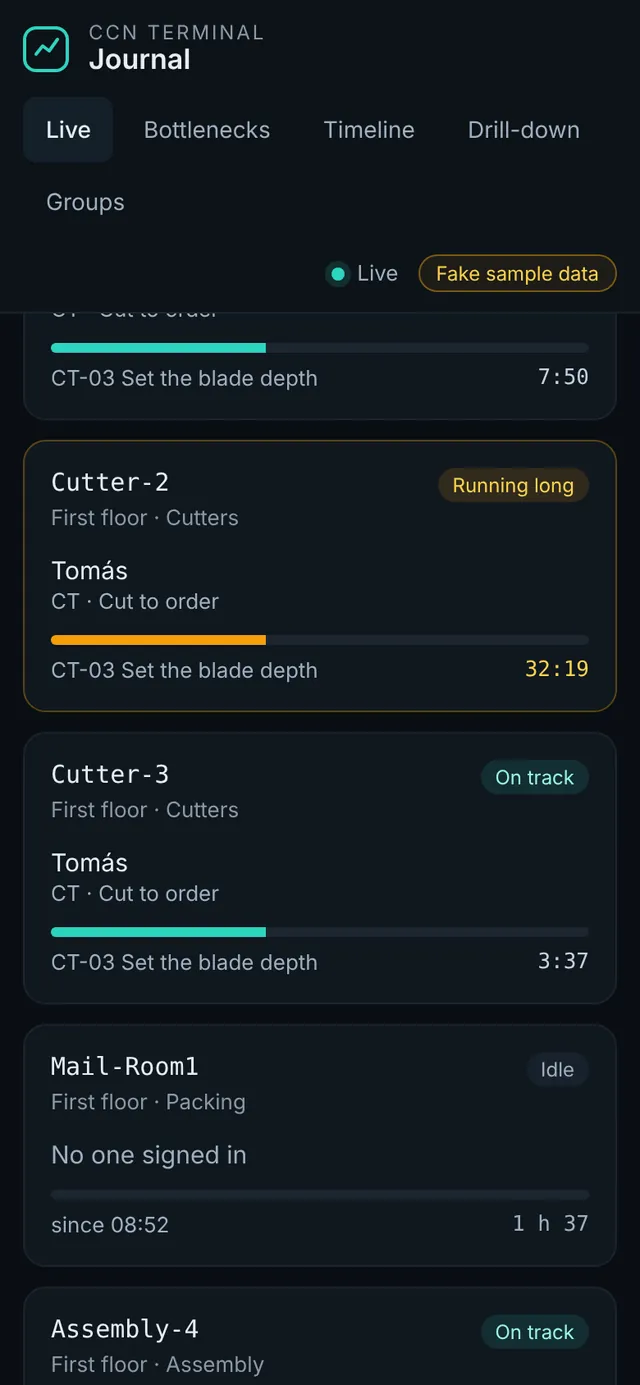 CCN TERMINAL
Journal
Live
Bottlenecks
Timeline
Drill-down
Groups
Live
Fake sample data
CT · Cut to order
CT-03 Set the blade depth
7:50
Cutter-2
Running long
First floor · Cutters
Tomás
CT · Cut to order
CT-03 Set the blade depth
32:19
Cutter-3
On track
First floor · Cutters
Tomás
CT · Cut to order
CT-03 Set the blade depth
3:37
Mail-Room1
Idle
First floor · Packing
No one signed in
since 08:52
1 h 37
Assembly-4
On track
First floor · Assembly